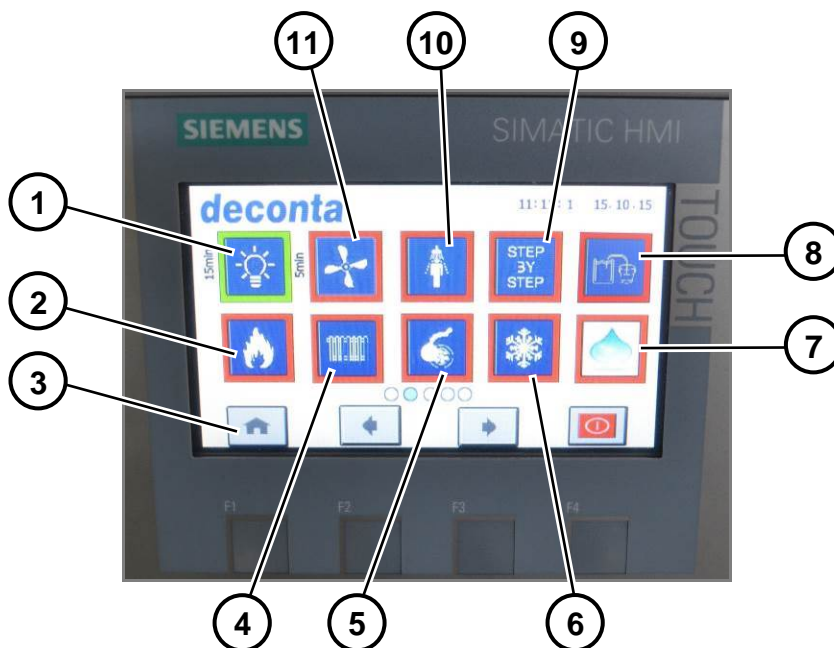 11
10
9
SIEMENS
SIMATIC HMI
TOUCH
1
deconta
15.10.15
15min
5min
STEP
BY
STEP
8
2
7
3
F1
F2
F3
F4
4
5
6